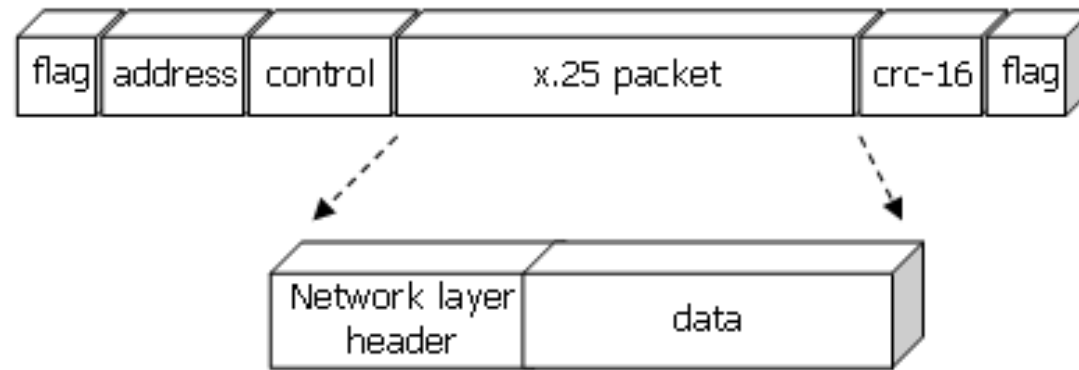 flag address control x.25 packet crc-16 flag
Network layer
header
data